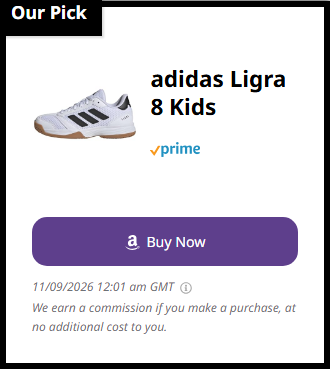 Our Pick
adidas Ligra
8 Kids
prime
Buy Now
11/09/2026 12:01 am GMT
We earn a commission if you make a purchase, at
no additional cost to you.